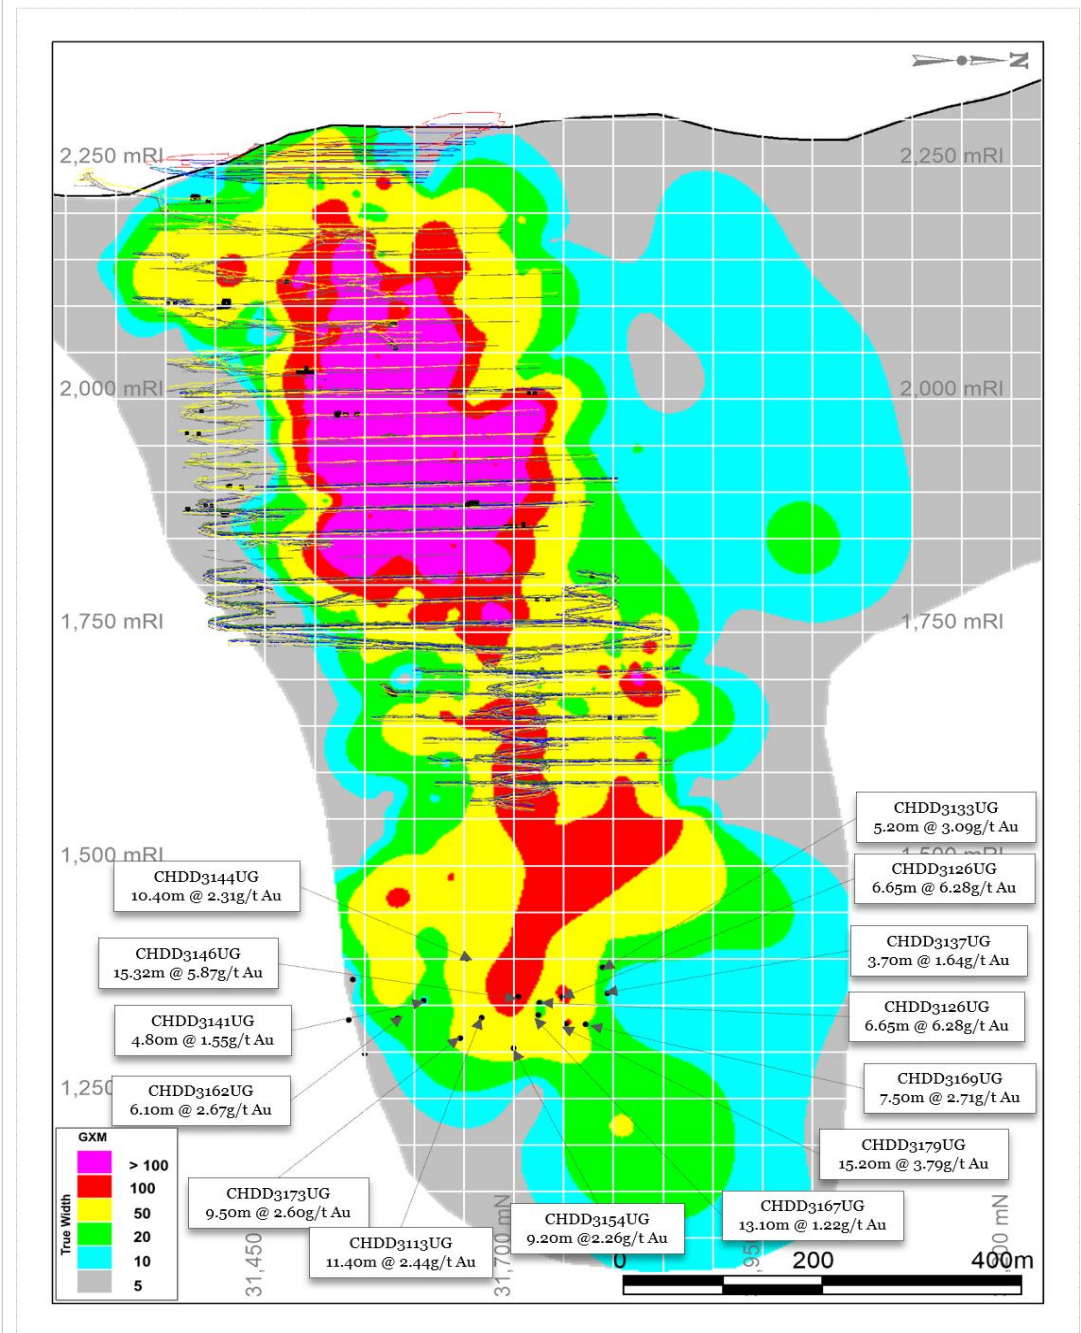 N
2,250 mRl
2,250 mRl
2,000 mRl
2,000 mRl
1,750 mRl
1,750 mRl
CHDD3133UG
5.20m @ 3.09g/t Au
1,500 mRl
1,500 mRl
CHDD3126UG
6.65m @ 6.28g/t Au
CHDD3144UG
10.40m @ 2.31g/t Au
CHDD3137UG
3.70m @ 1.64g/t Au
CHDD3146UG
15.32m @ 5.87g/t Au
CHDD3126UG
6.65m @ 6.28g/t Au
CHDD3141UG
4.80m @ 1.55g/t Au
CHDD3169UG
7.50m @ 2.71g/t Au
1,250
CHDD3162UG
6.10m @ 2.67g/t Au
CHDD3179UG
15.20m @ 3.79g/t Au
GXM
> 100
100
50
20
10
5
True Width
CHDD3173UG
9.50m @ 2.60g/t Au
CHDD3167UG
13.10m @ 1.22g/t Au
CHDD3154UG
9.20m @2.26g/t Au
CHDD3113UG
11.40m @ 2.44g/t Au
31,450
31,700 mN
mN
0 200 400m